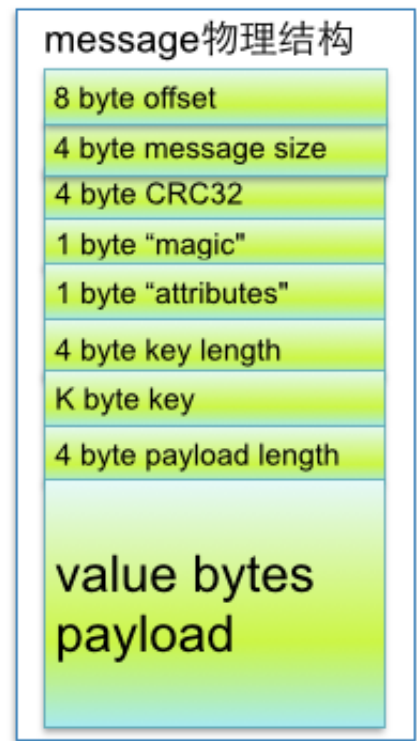 message物理结构
8 byte offset
4 byte message size
4 byte CRC32
1 byte “magic"
1 byte “attributes"
4 byte key length
K byte key
4 byte payload length
value bytes
payload